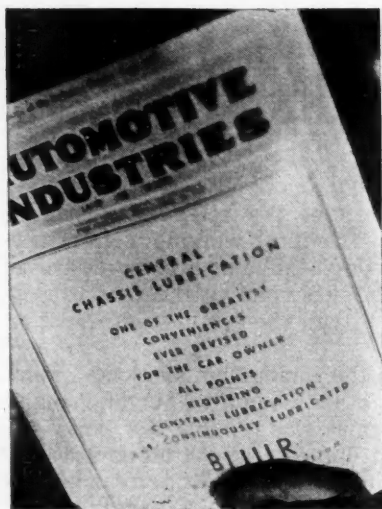 AUTOMOTIVE
INDUSTRIES
CENTRAL
CHASSIS LUBRICATION
ONE OF THE GREATEST
CONVENIENCES
EVER DEVISED
FOR THE CAR OWNER
ALL POINTS
REQUIRING
CONSTANT LUBRICATION
ARE CONTINUOUSLY LUBRICATED
BIJUR